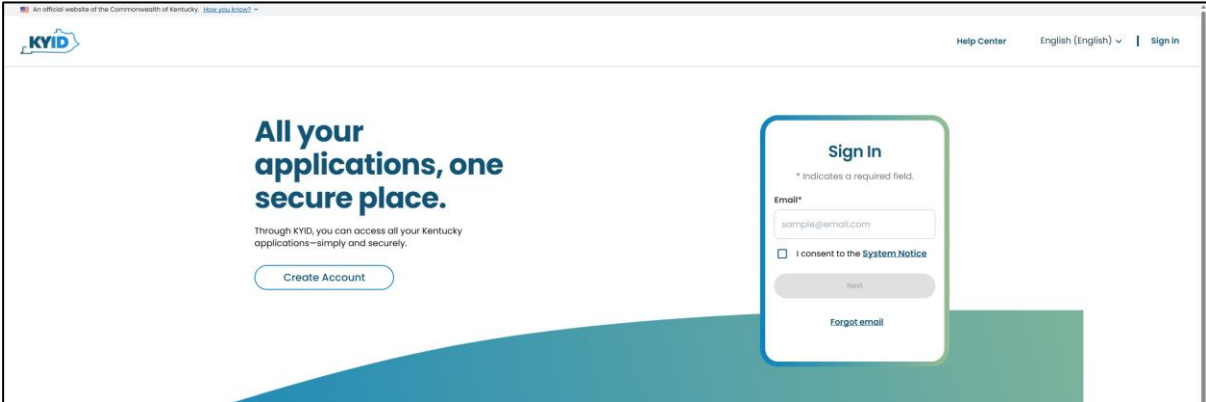 An official website of the Commonwealth of Kentucky. How you know?
KYID
Help Center
English (English)
Sign in
All your
applications, one
secure place.
Through KYID, you can access all your Kentucky
applications—simply and securely.
Create Account
Sign In
* Indicates a required field.
Email*
sample@email.com
I consent to the System Notice
Next
Forgot email